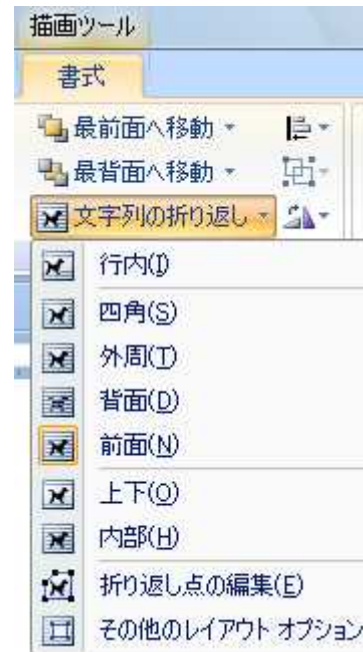 描画ツール
書式
最前面へ移動
最背面へ移動
文字列の折り返し
行内(I)
四角(S)
外周(T)
背面(D)
前面(N)
上下(O)
内部(H)
折り返し点の編集(E)
その他のレイアウト オプション